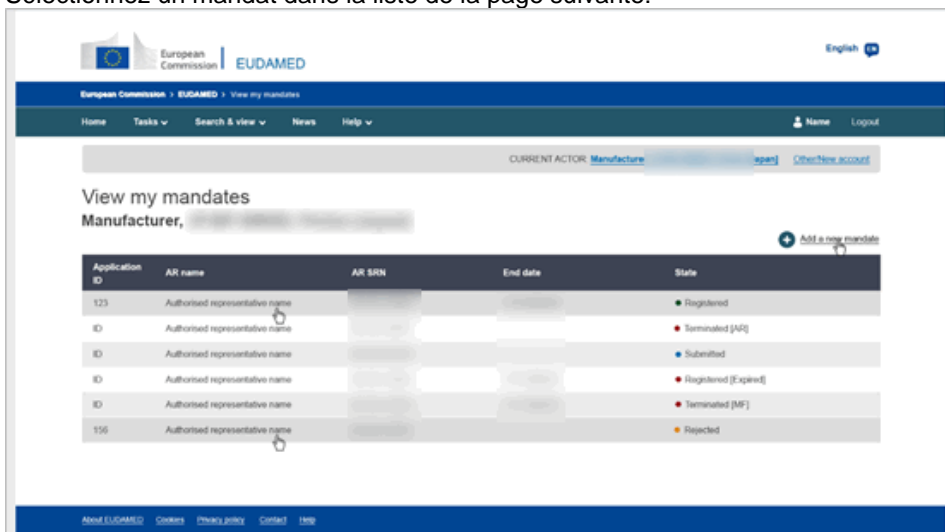 Sélectionnez un mandat dans la liste de la page suivante.
European Commission EUDAMED
English EN
European Commission > EUDAMED > View my mandates
Home Tasks Search & view News Help Name Logout
CURRENT ACTOR: Manufacture apan] Other/New account
View my mandates
Manufacturer,
Add a new mandate
Application ID AR name AR SRN End date State
123 Authorised representative name Registered
ID Authorised representative name Terminated [AR]
ID Authorised representative name Submitted
ID Authorised representative name Registered [Expired]
ID Authorised representative name Terminated [MF]
156 Authorised representative name Rejected
About EUDAMED Cookies Privacy policy Contact Help